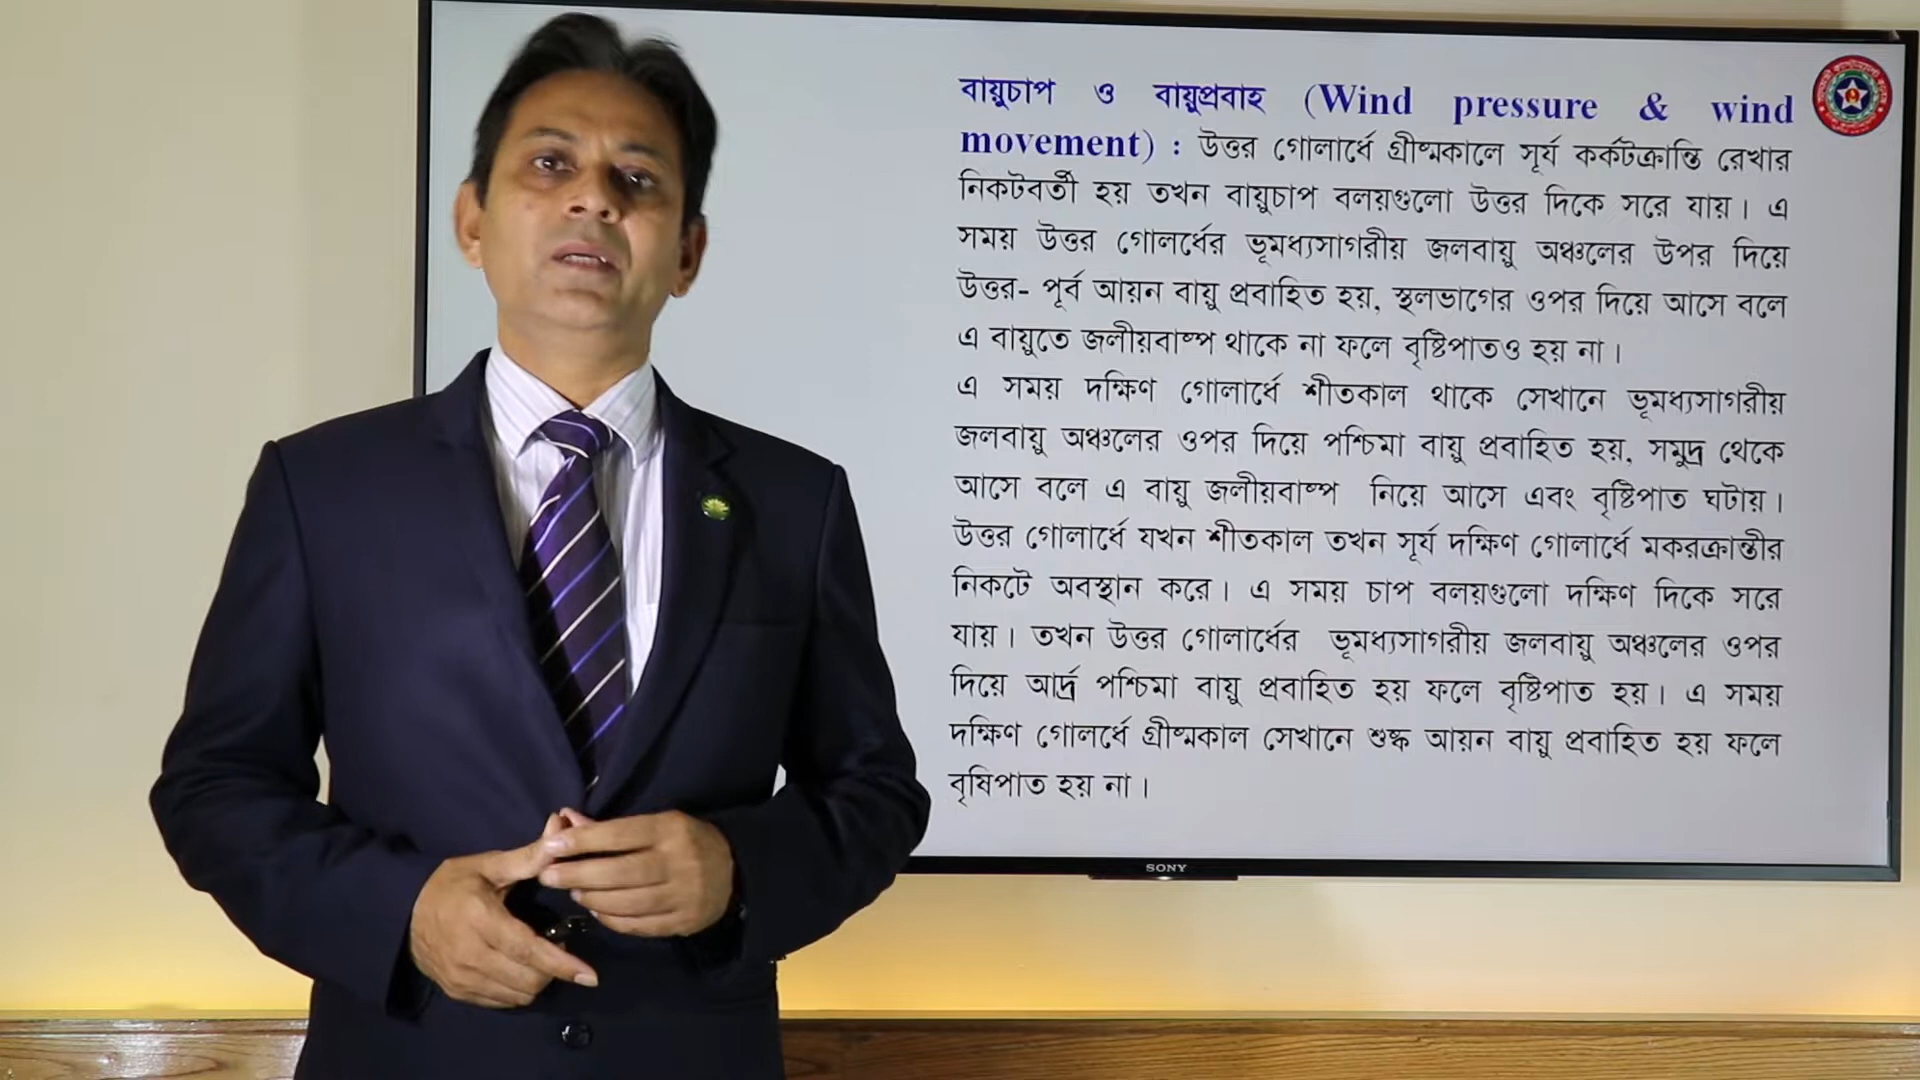 বায়ুচাপ ও বায়ুপ্রবাহ (Wind pressure & wind
movement) : উত্তর গোলার্ধে গ্রীষ্মকালে সূর্য কর্কটক্রান্তি রেখার
নিকটবর্তী হয় তখন বায়ুচাপ বলয়গুলো উত্তর দিকে সরে যায়। এ
সময় উত্তর গোলর্ধের ভূমধ্যসাগরীয় জলবায়ু অঞ্চলের উপর দিয়ে
উত্তর- পূর্ব আয়ন বায়ু প্রবাহিত হয়, স্থলভাগের ওপর দিয়ে আসে বলে
এ বায়ুতে জলীয়বাষ্প থাকে না ফলে বৃষ্টিপাতও হয় না।
এ সময় দক্ষিণ গোলার্ধে শীতকাল থাকে সেখানে ভূমধ্যসাগরীয়
জলবায়ু অঞ্চলের ওপর দিয়ে পশ্চিমা বায়ু প্রবাহিত হয়, সমুদ্র থেকে
আসে বলে এ বায়ু জলীয়বাষ্প নিয়ে আসে এবং বৃষ্টিপাত ঘটায়।
উত্তর গোলার্ধে যখন শীতকাল তখন সূর্য দক্ষিণ গোলার্ধে মকরক্রান্তীর
নিকটে অবস্থান করে। এ সময় চাপ বলয়গুলো দক্ষিণ দিকে সরে
যায়। তখন উত্তর গোলার্ধের ভূমধ্যসাগরীয় জলবায়ু অঞ্চলের ওপর
দিয়ে আর্দ্র পশ্চিমা বায়ু প্রবাহিত হয় ফলে বৃষ্টিপাত হয়। এ সময়
দক্ষিণ গোলর্ধে গ্রীষ্মকাল সেখানে শুষ্ক আয়ন বায়ু প্রবাহিত হয় ফলে
বৃষিপাত হয় না।
SONY